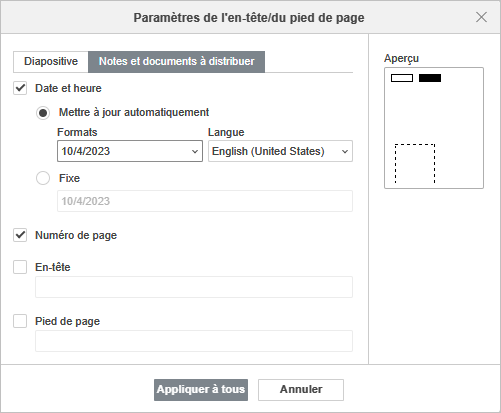 Paramètres de l'en-tête/du pied de page
Diapositive
Notes et documents à distribuer
Aperçu
Date et heure
Mettre à jour automatiquement
Formats
Langue
10/4/2023
English (United States)
Fixe
10/4/2023
Numéro de page
En-tête
Pied de page
Appliquer à tous
Annuler